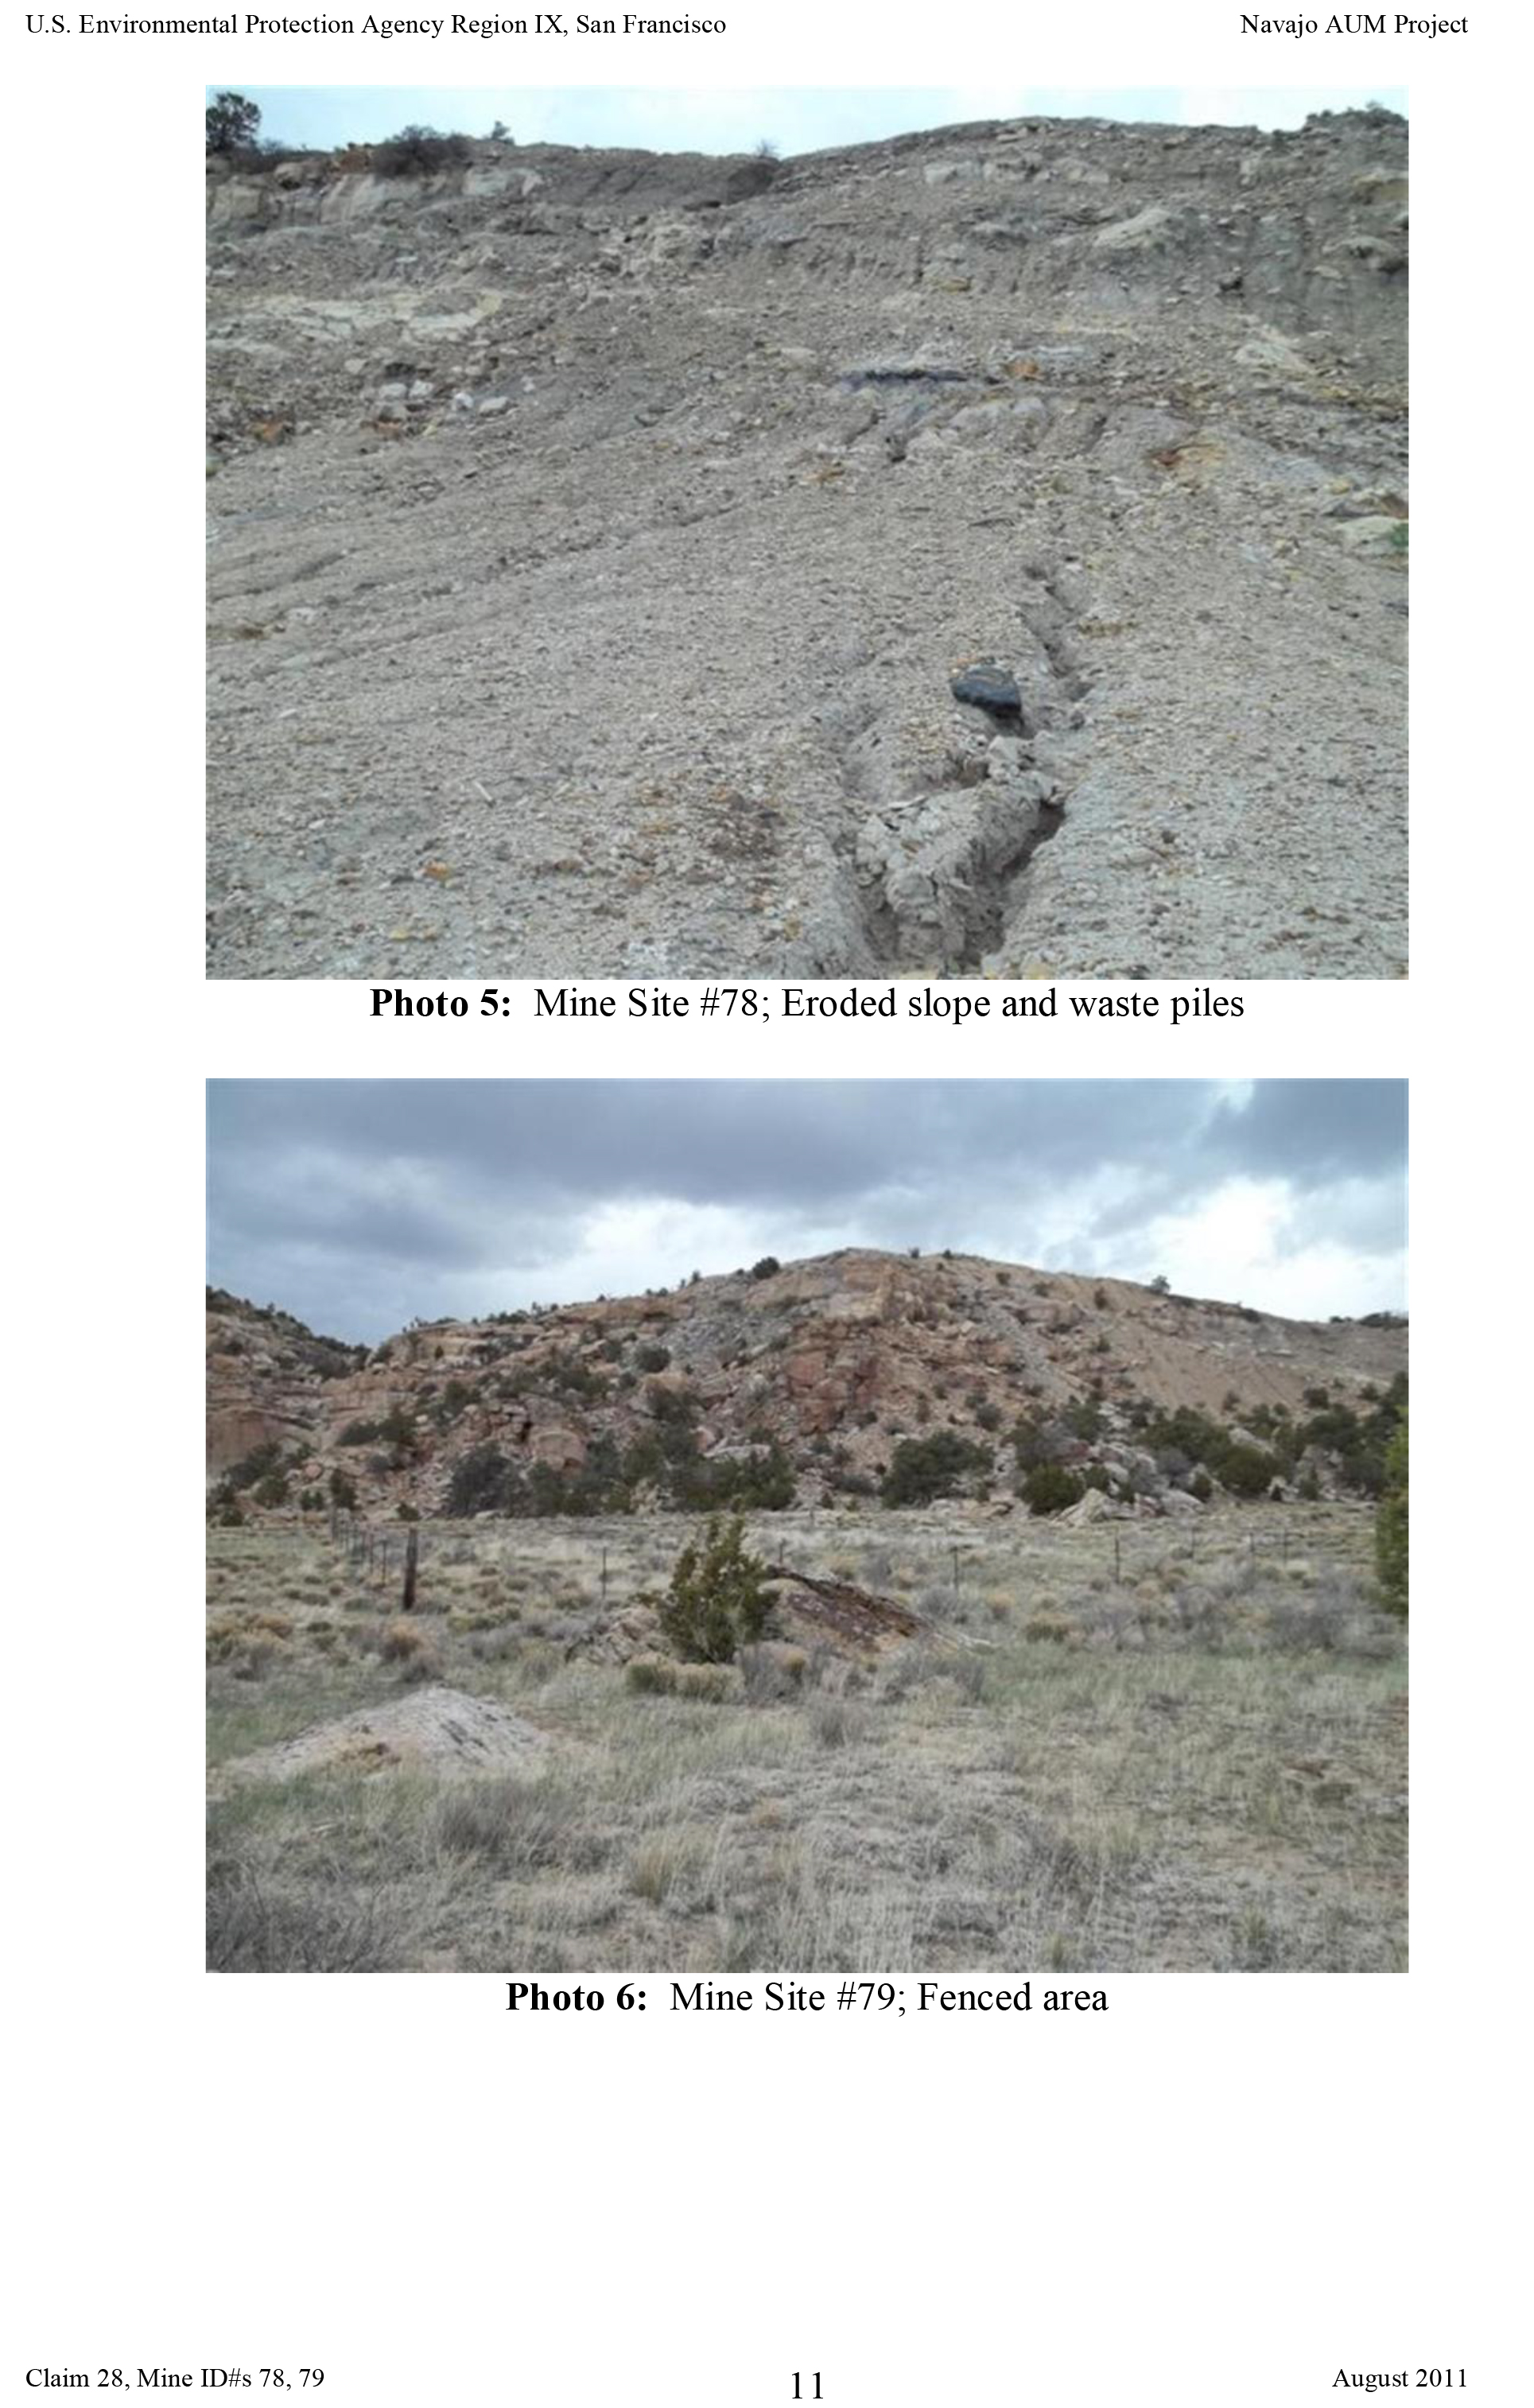 U.S. Environmental Protection Agency Region IX, San Francisco
Navajo AUM Project
Photo 5: Mine Site #78; Eroded slope and waste piles
Photo 6: Mine Site #79; Fenced area
Claim 28, Mine ID#s 78, 79
11
August 2011